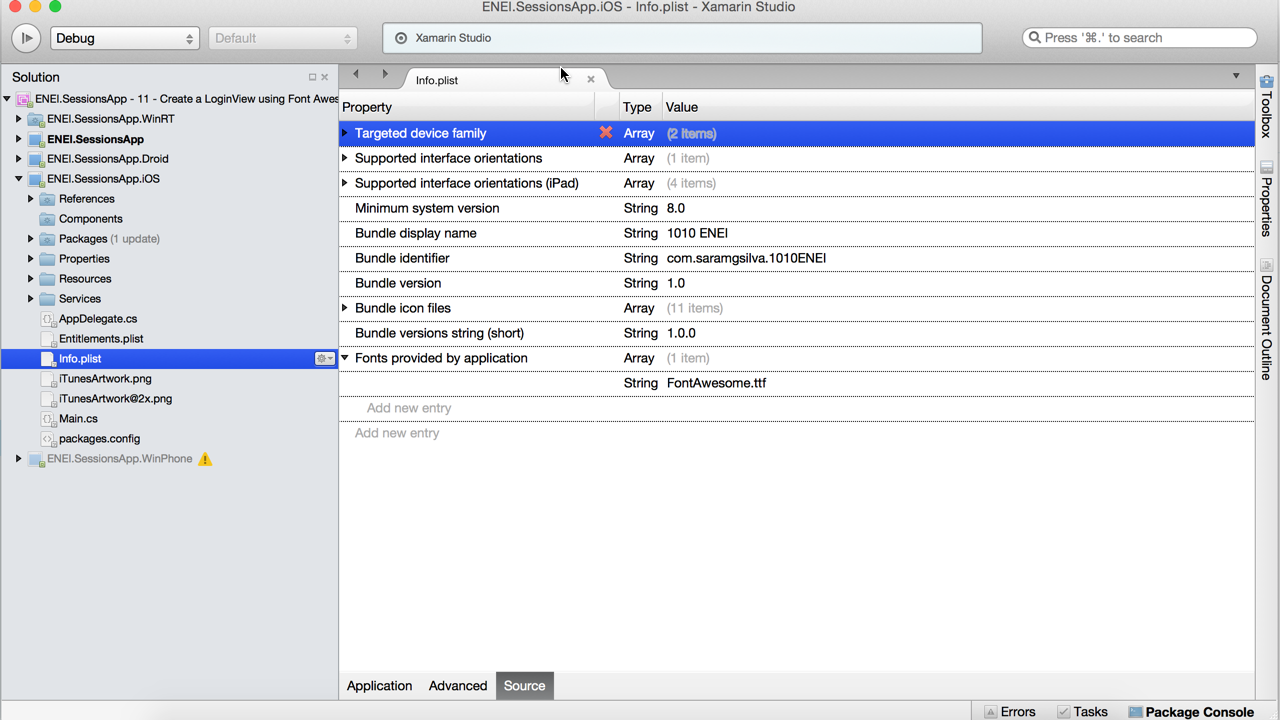 ENEI.SessionsApp.iOS - Info.plist - Xamarin Studio
Debug
Default
Xamarin Studio
Press '⌘.' to search
Solution
ENEI.SessionsApp - 11 - Create a LoginView using Font Awes
ENEI.SessionsApp.WinRT
ENEI.SessionsApp
ENEI.SessionsApp.Droid
ENEI.SessionsApp.iOS
References
Components
Packages (1 update)
Properties
Resources
Services
AppDelegate.cs
Entitlements.plist
Info.plist
iTunesArtwork.png
iTunesArtwork@2x.png
Main.cs
packages.config
ENEI.SessionsApp.WinPhone
Info.plist
Property Type Value
Targeted device family Array (2 items)
Supported interface orientations Array (1 item)
Supported interface orientations (iPad) Array (4 items)
Minimum system version String 8.0
Bundle display name String 1010 ENEI
Bundle identifier String com.saramgsilva.1010ENEI
Bundle version String 1.0
Bundle icon files Array (11 items)
Bundle versions string (short) String 1.0.0
Fonts provided by application Array (1 item)
String FontAwesome.ttf
Add new entry
Add new entry
Application Advanced Source
Toolbox
Properties
Document Outline
Errors Tasks Package Console